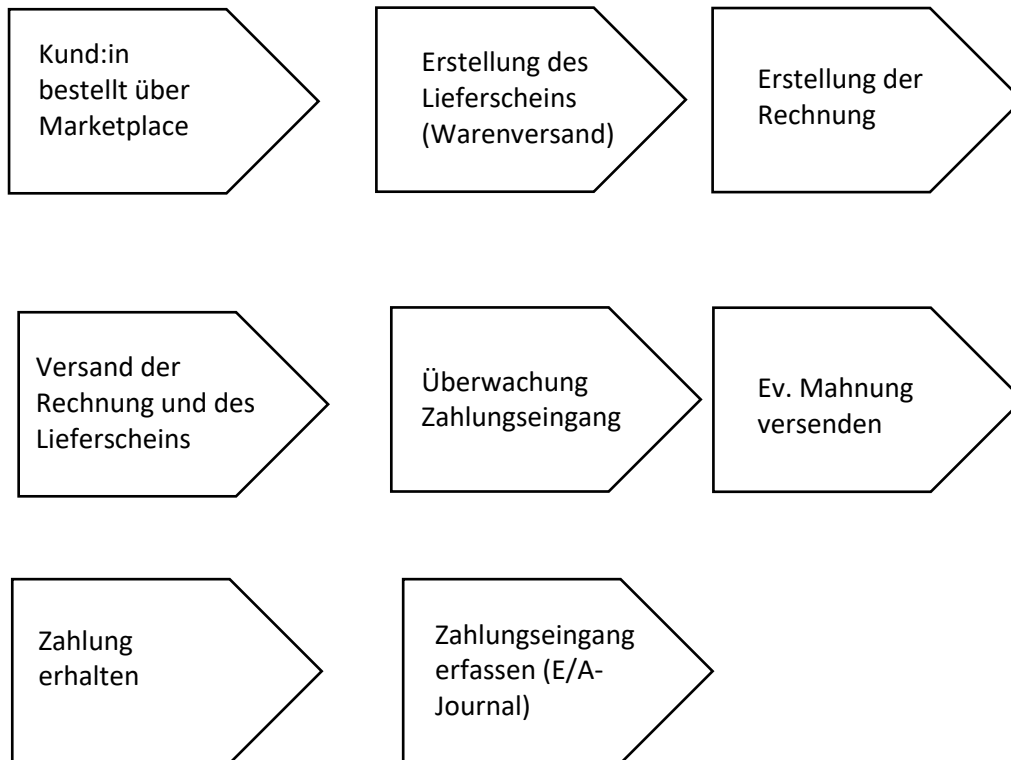 Kund:in
bestellt über
Marketplace
Erstellung des
Lieferscheins
(Warenversand)
Erstellung der
Rechnung
Versand der
Rechnung und des
Lieferscheins
Überwachung
Zahlungseingang
Ev. Mahnung
versenden
Zahlung
erhalten
Zahlungseingang
erfassen (E/A-
Journal)